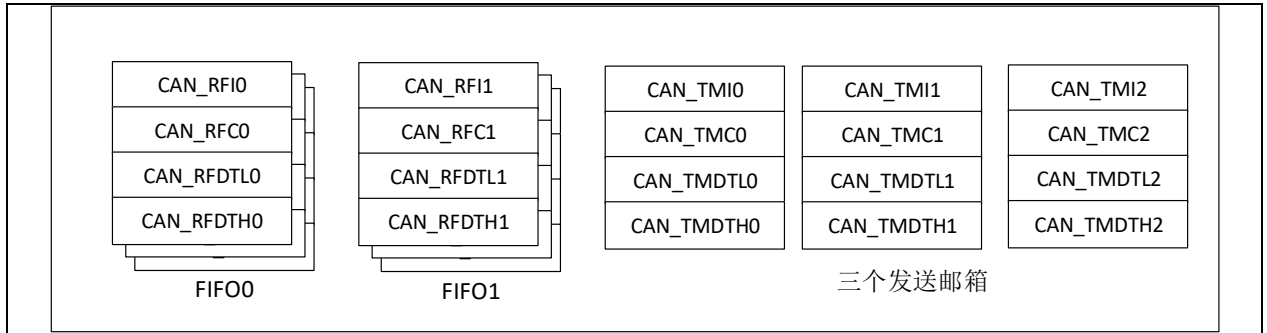 CAN_RFI0
CAN_RFC0
CAN_RFDTL0
CAN_RFDTH0
FIFO0
CAN_RFI1
CAN_RFC1
CAN_RFDTL1
CAN_RFDTH1
FIFO1
CAN_TMI0
CAN_TMC0
CAN_TMDTL0
CAN_TMDTH0
CAN_TMI1
CAN_TMC1
CAN_TMDTL1
CAN_TMDTH1
CAN_TMI2
CAN_TMC2
CAN_TMDTL2
CAN_TMDTH2
三个发送邮箱